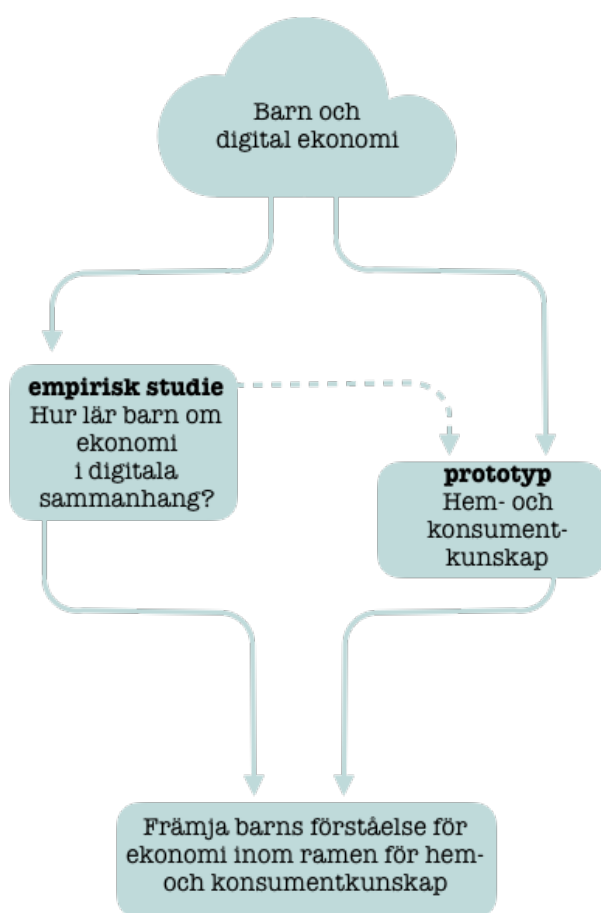 Barn och
digital ekonomi
empirisk studie
Hur lär barn om
ekonomi
i digitala
sammanhang?
prototyp
Hem- och
konsument-
kunskap
Främja barns förståelse för
ekonomi inom ramen för hem-
och konsumentkunskap